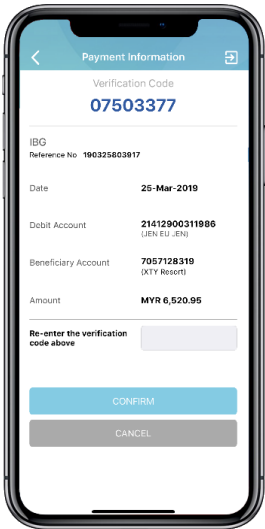 Payment Information
Verification Code
07503377
IBG
Reference No 190325803917
Date 25-Mar-2019
Debit Account 21412900311986
(JEN EU JEN)
Beneficiary Account 7057128319
(XTY Resort)
Amount MYR 6,520.95
Re-enter the verification
code above
CONFIRM
CANCEL